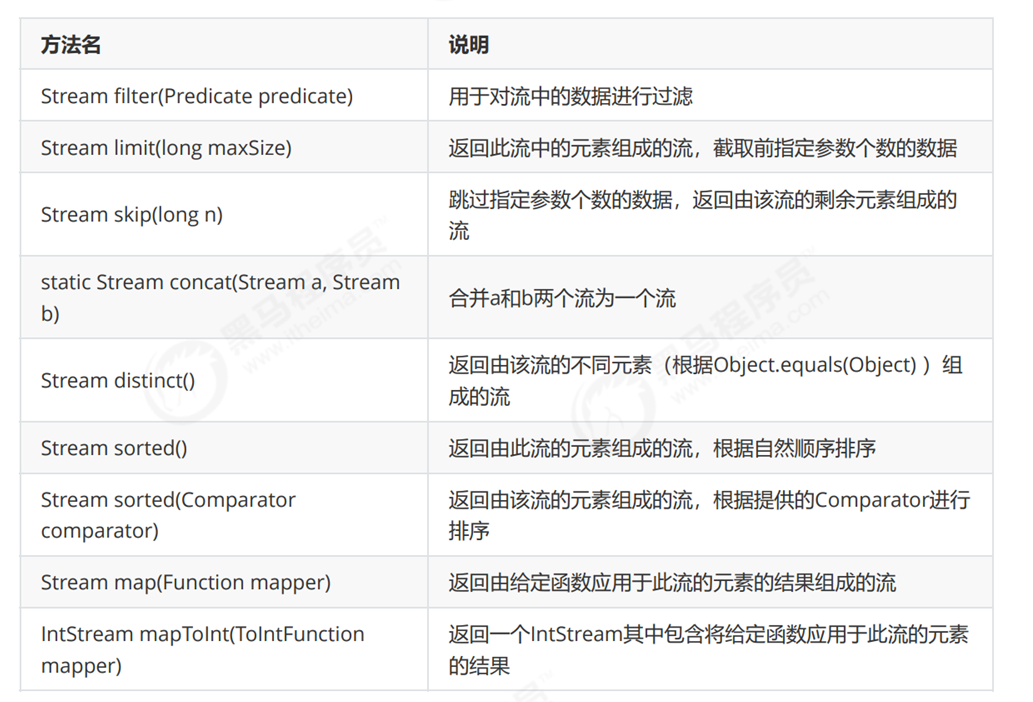 方法名
说明
Stream filter(Predicate predicate)
用于对流中的数据进行过滤
Stream limit(long maxSize)
返回此流中的元素组成的流，截取前指定参数个数的数据
Stream skip(long n)
跳过指定参数个数的数据，返回由该流的剩余元素组成的
流
static Stream concat(Stream a, Stream
b)
合并a和b两个流为一个流
Stream distinct()
返回由该流的不同元素（根据Object.equals(Object) ）组
成的流
Stream sorted()
返回由此流的元素组成的流，根据自然顺序排序
Stream sorted(Comparator
comparator)
返回由该流的元素组成的流，根据提供的Comparator进行
排序
Stream map(Function mapper)
返回由给定函数应用于此流的元素的结果组成的流
IntStream mapToInt(ToIntFunction
mapper)
返回一个IntStream其中包含将给定函数应用于此流的元素
的结果
黑马程序员™
www.itheima.com
黑马程序员™
www.itheima.com